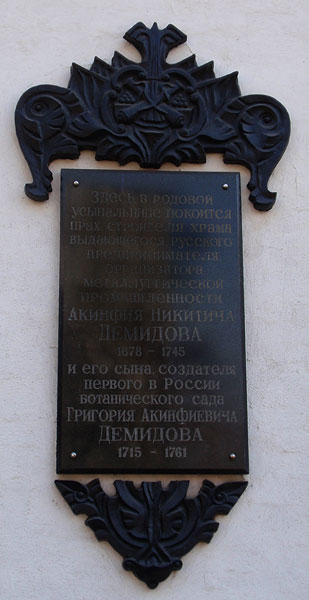 Здесь в родовой
усыпальнице покоится
прах строителя храма
выдающегося русского
предпринимателя
организатора
металлургической
промышленности
Акинфия Никитича
Демидова
1678 - 1745
и его сына, создателя
первого в России
ботанического сада
Григория Акинфиевича
Демидова
1715 - 1761